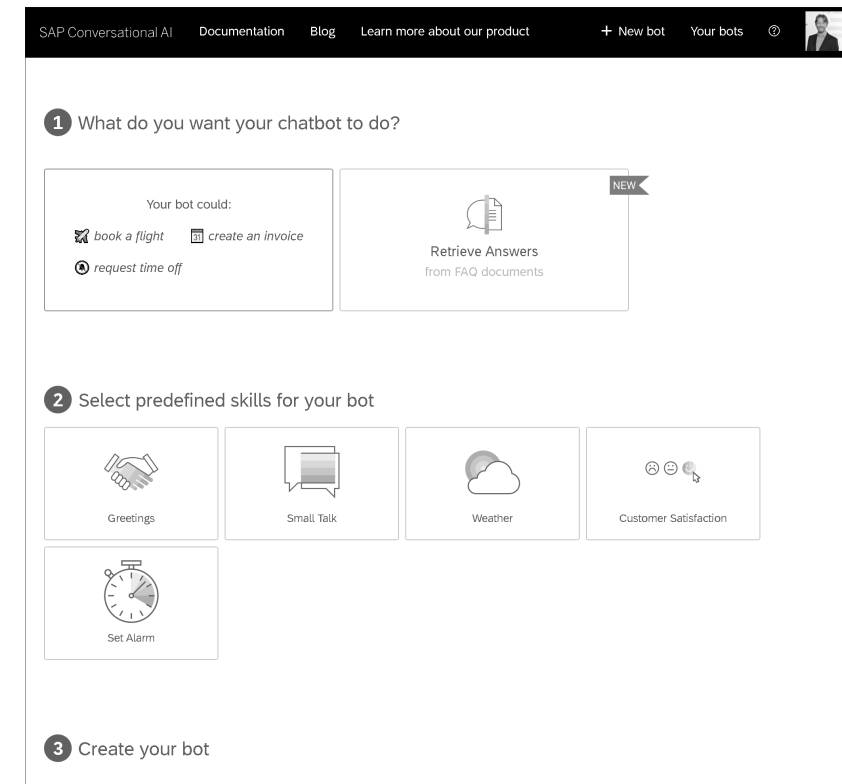 SAP Conversational AI Documentation Blog Learn more about our product + New bot Your bots ?
1 What do you want your chatbot to do?
Your bot could:
book a flight 31 create an invoice
request time off
NEW
Retrieve Answers
from FAQ documents
2 Select predefined skills for your bot
Greetings Small Talk Weather Customer Satisfaction
Set Alarm
3 Create your bot